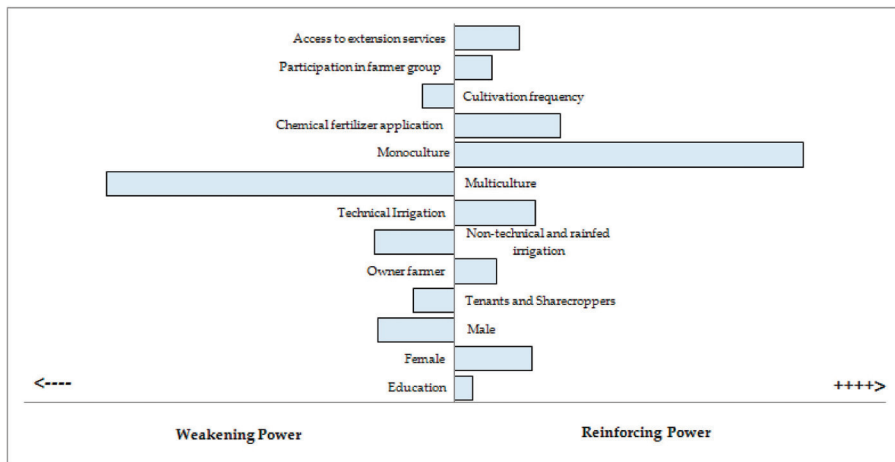 Access to extension services
Participation in farmer group
Cultivation frequency
Chemical fertilizer application
Monoculture
Multiculture
Technical Irrigation
Non-technical and rainfed
irrigation
Owner farmer
Tenants and Sharecroppers
Male
Female
Education
<----
++++>
Weakening Power
Reinforcing Power